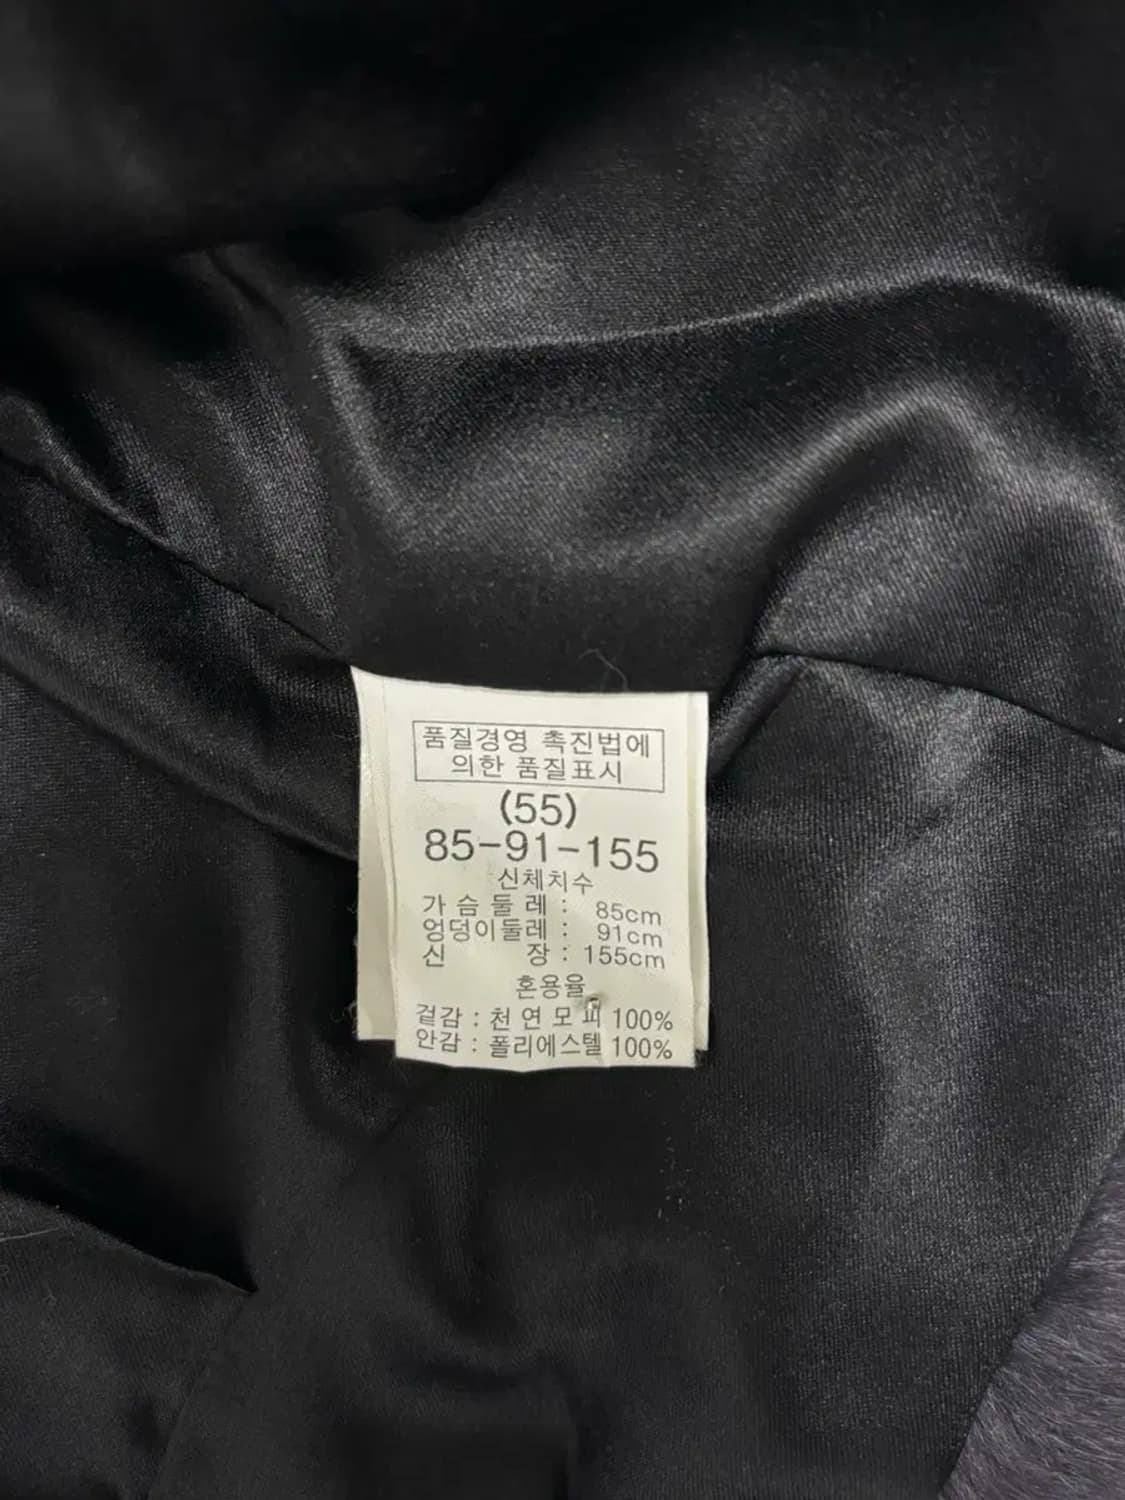 품질경영 촉진법에
의한 품질표시
(55)
85-91-155
신체치수
가슴둘레 : 85cm
엉덩이둘레 : 91cm
신 장 : 155cm
혼용율
겉감 : 천연모피 100%
안감 : 폴리에스텔 100%